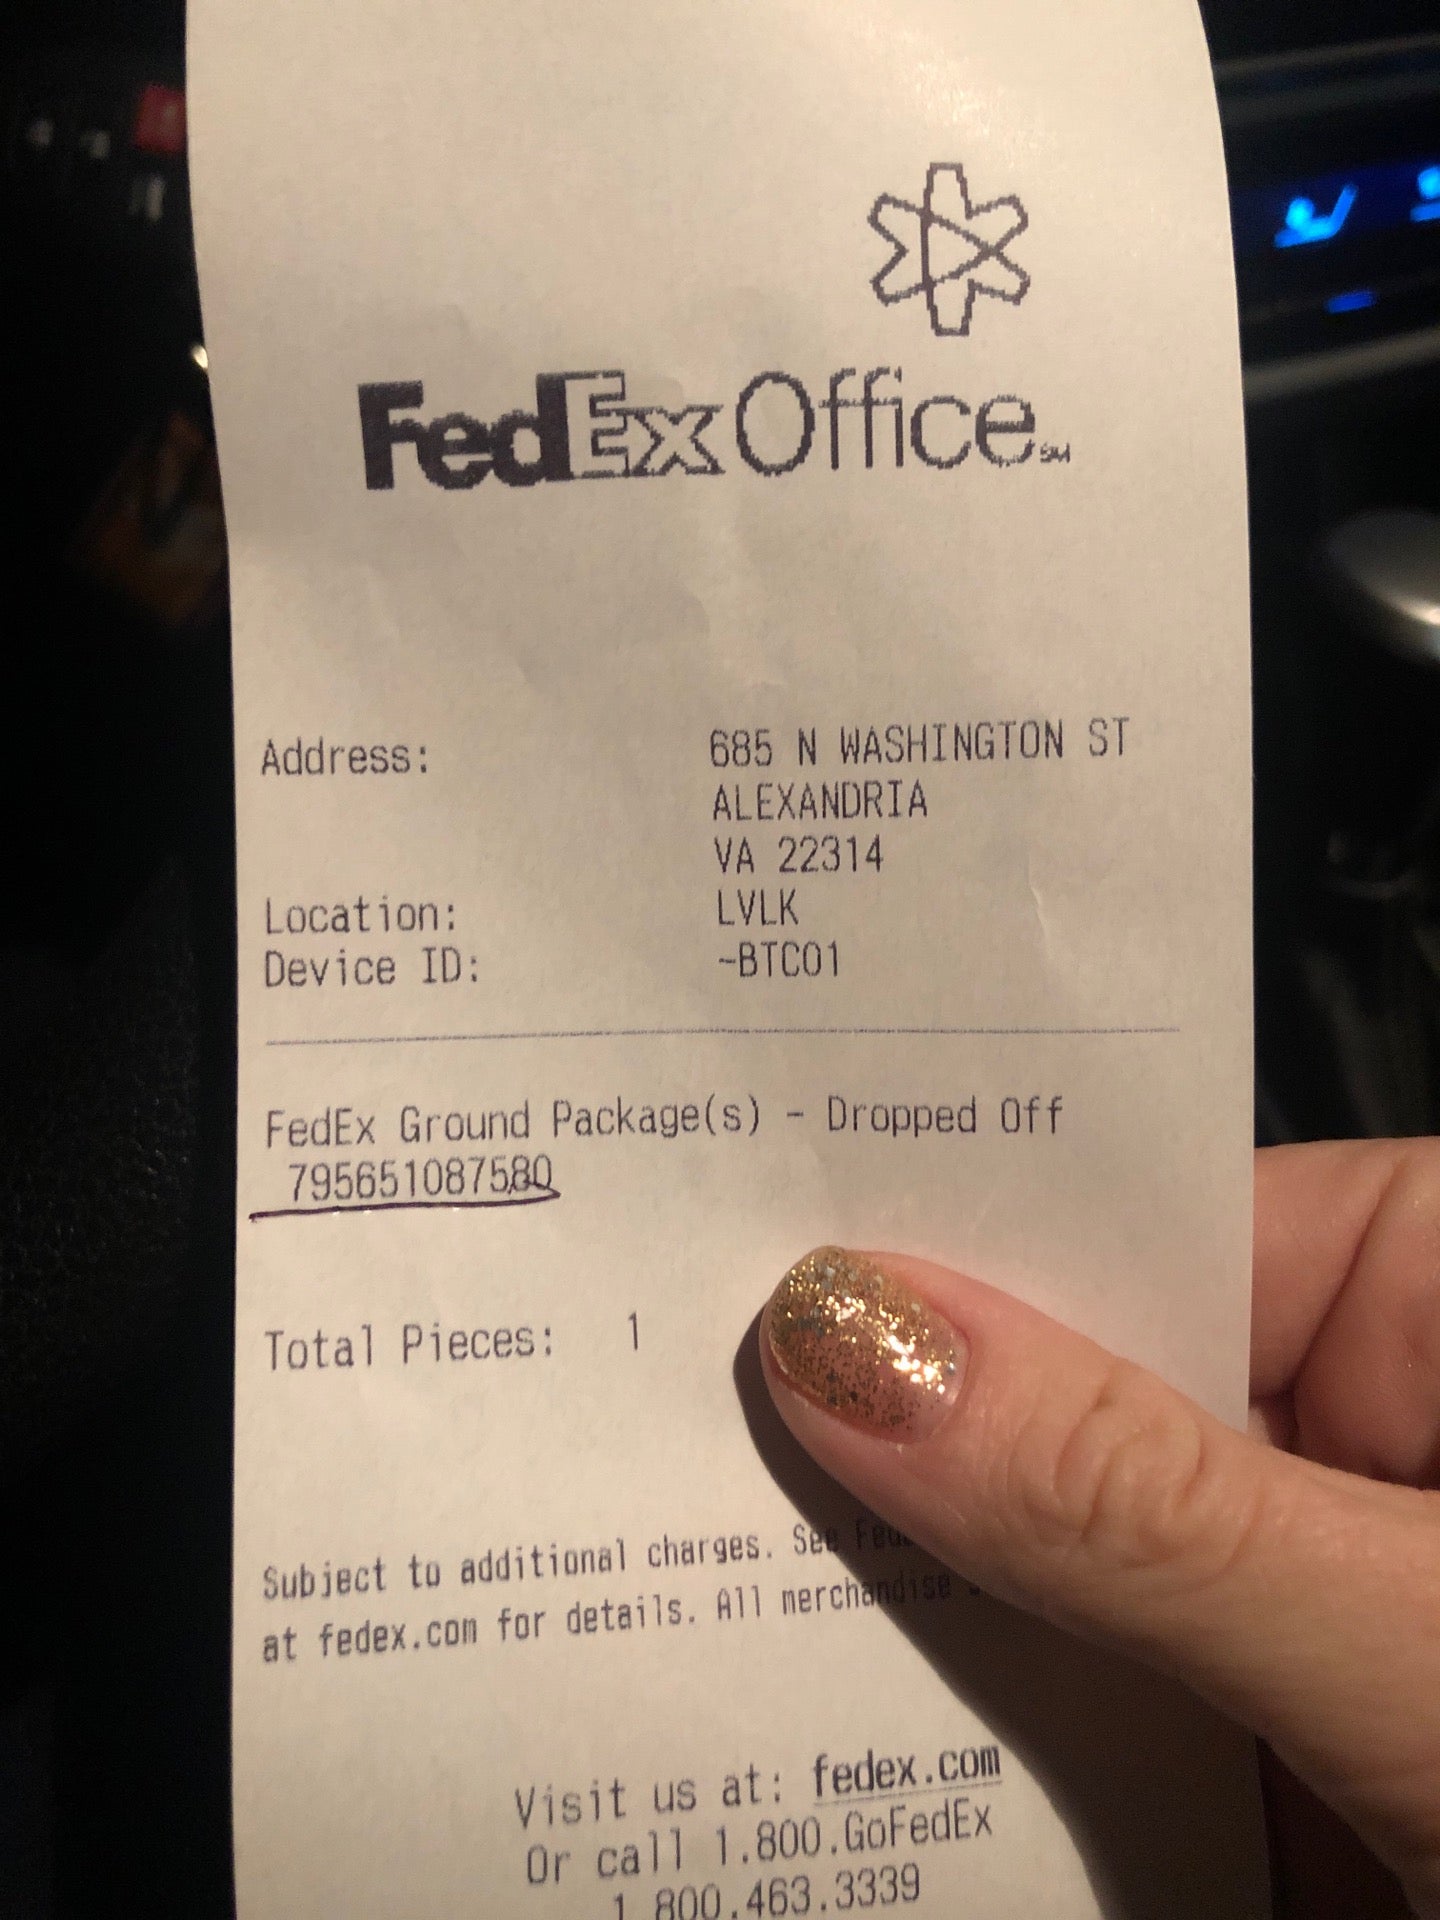 FedEx Office SM
Address: 685 N WASHINGTON ST
ALEXANDRIA
VA 22314
Location: LVLK
Device ID: -BTC01
FedEx Ground Package(s) - Dropped Off
795651087580
Total Pieces: 1
Subject to additional charges. See
at fedex.com for details. All merchandise
Visit us at: fedex.com
Or call 1.800.GoFedEx
1.800.463.3339